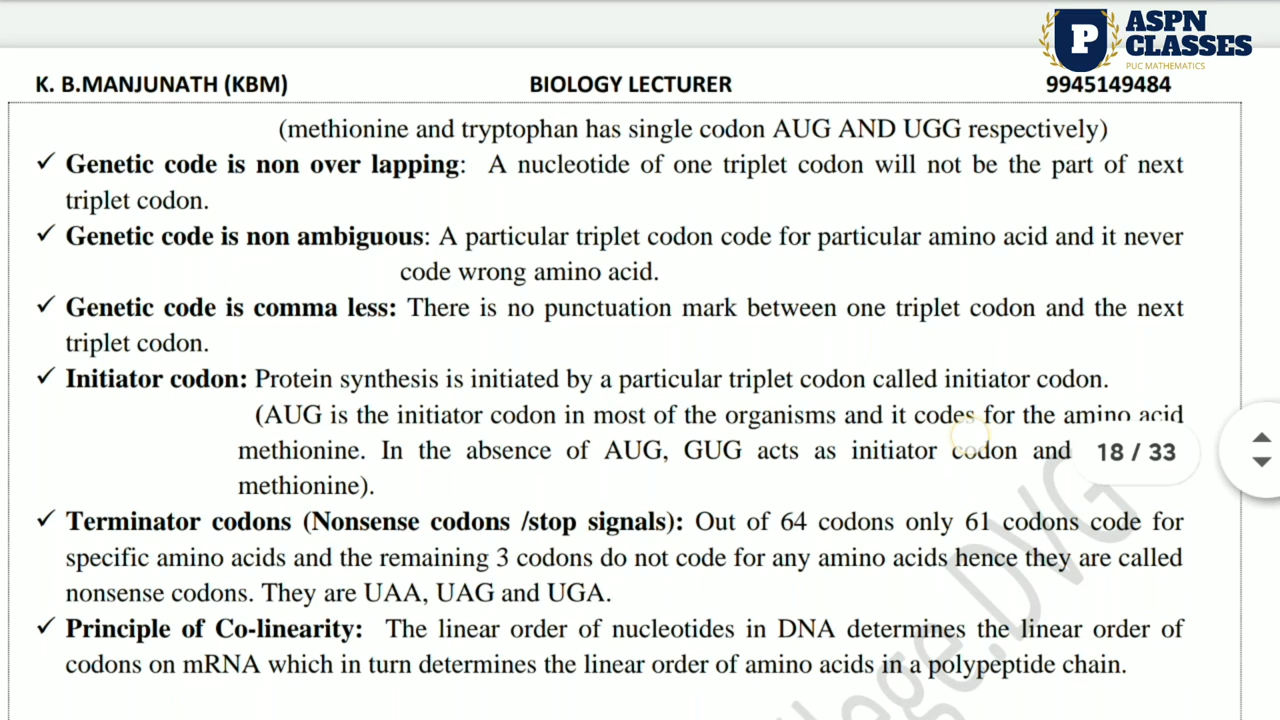 ASPN
CLASSES
PUC MATHEMATICS
P
K. B.MANJUNATH (KBM) BIOLOGY LECTURER 9945149484
(methionine and tryptophan has single codon AUG AND UGG respectively)
✓ Genetic code is non over lapping: A nucleotide of one triplet codon will not be the part of next
triplet codon.
✓ Genetic code is non ambiguous: A particular triplet codon code for particular amino acid and it never
code wrong amino acid.
✓ Genetic code is comma less: There is no punctuation mark between one triplet codon and the next
triplet codon.
✓ Initiator codon: Protein synthesis is initiated by a particular triplet codon called initiator codon.
(AUG is the initiator codon in most of the organisms and it codes for the amino acid
methionine. In the absence of AUG, GUG acts as initiator codon and
18 / 33
methionine).
✓ Terminator codons (Nonsense codons /stop signals): Out of 64 codons only 61 codons code for
specific amino acids and the remaining 3 codons do not code for any amino acids hence they are called
nonsense codons. They are UAA, UAG and UGA.
✓ Principle of Co-linearity: The linear order of nucleotides in DNA determines the linear order of
codons on mRNA which in turn determines the linear order of amino acids in a polypeptide chain.
DVG